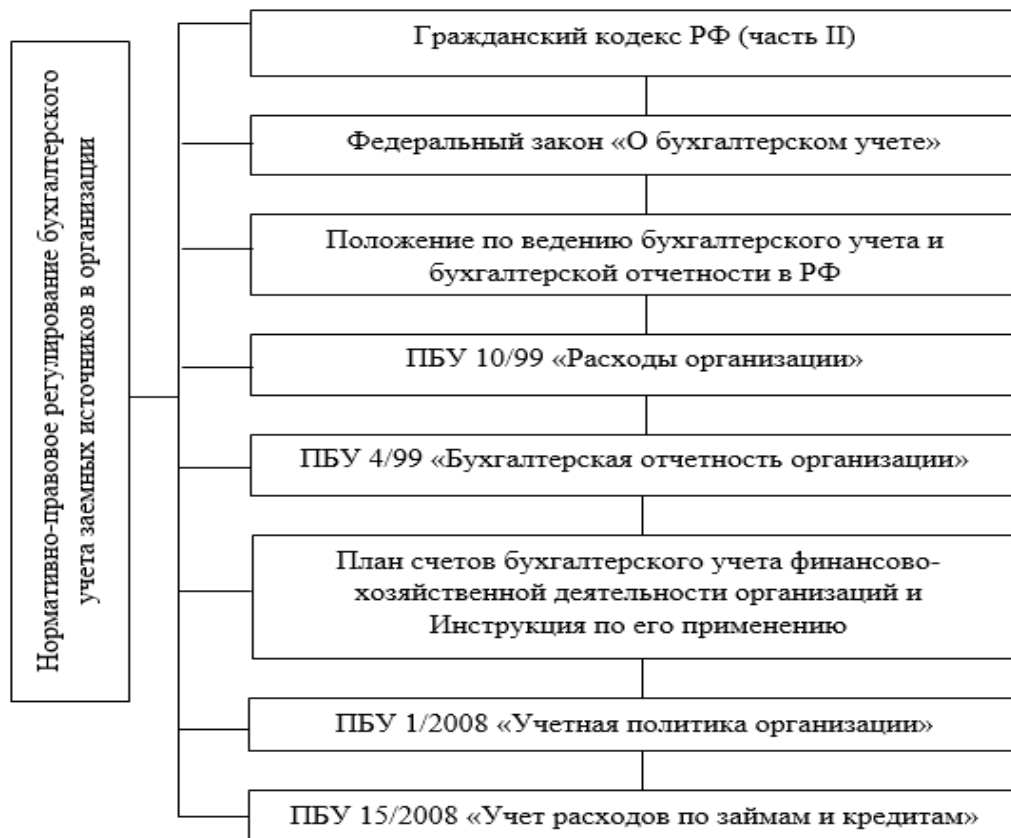 Нормативно-правовое регулирование бухгалтерского
учета заемных источников в организации
Гражданский кодекс РФ (часть II)
Федеральный закон «О бухгалтерском учете»
Положение по ведению бухгалтерского учета и
бухгалтерской отчетности в РФ
ПБУ 10/99 «Расходы организации»
ПБУ 4/99 «Бухгалтерская отчетность организации»
План счетов бухгалтерского учета финансово-
хозяйственной деятельности организаций и
Инструкция по его применению
ПБУ 1/2008 «Учетная политика организации»
ПБУ 15/2008 «Учет расходов по займам и кредитам»